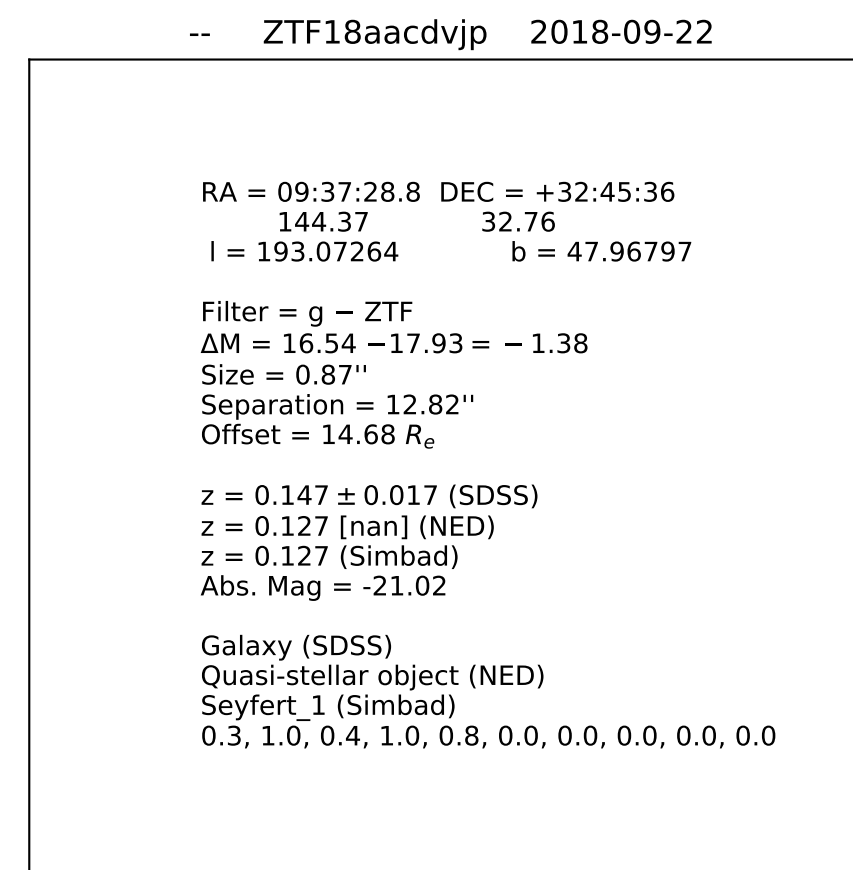 -- ZTF18aacdvjp 2018-09-22
RA = 09:37:28.8 DEC = +32:45:36
144.37 32.76
l = 193.07264 b = 47.96797
Filter = g − ZTF
ΔM = 16.54 −17.93 = − 1.38
Size = 0.87''
Separation = 12.82''
Offset = 14.68 Re
z = 0.147 ± 0.017 (SDSS)
z = 0.127 [nan] (NED)
z = 0.127 (Simbad)
Abs. Mag = -21.02
Galaxy (SDSS)
Quasi-stellar object (NED)
Seyfert_1 (Simbad)
0.3, 1.0, 0.4, 1.0, 0.8, 0.0, 0.0, 0.0, 0.0, 0.0